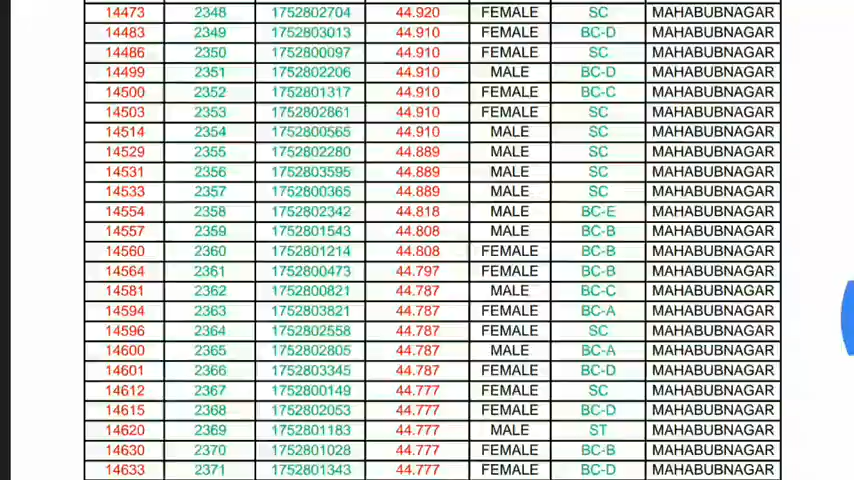 14473 2348 1752802704 44.920 FEMALE SC MAHABUBNAGAR
14483 2349 1752803013 44.910 FEMALE BC-D MAHABUBNAGAR
14486 2350 1752800097 44.910 FEMALE SC MAHABUBNAGAR
14499 2351 1752802206 44.910 MALE BC-D MAHABUBNAGAR
14500 2352 1752801317 44.910 FEMALE BC-C MAHABUBNAGAR
14503 2353 1752802861 44.910 FEMALE SC MAHABUBNAGAR
14514 2354 1752800565 44.910 MALE SC MAHABUBNAGAR
14529 2355 1752802280 44.889 MALE SC MAHABUBNAGAR
14531 2356 1752803595 44.889 MALE SC MAHABUBNAGAR
14533 2357 1752800365 44.889 MALE SC MAHABUBNAGAR
14554 2358 1752802342 44.818 MALE BC-E MAHABUBNAGAR
14557 2359 1752801543 44.808 MALE BC-B MAHABUBNAGAR
14560 2360 1752801214 44.808 FEMALE BC-B MAHABUBNAGAR
14564 2361 1752800473 44.797 FEMALE BC-B MAHABUBNAGAR
14581 2362 1752800821 44.787 MALE BC-C MAHABUBNAGAR
14594 2363 1752803821 44.787 FEMALE BC-A MAHABUBNAGAR
14596 2364 1752802558 44.787 FEMALE SC MAHABUBNAGAR
14600 2365 1752802805 44.787 MALE BC-A MAHABUBNAGAR
14601 2366 1752803345 44.787 FEMALE BC-D MAHABUBNAGAR
14612 2367 1752800149 44.777 FEMALE SC MAHABUBNAGAR
14615 2368 1752802053 44.777 FEMALE BC-D MAHABUBNAGAR
14620 2369 1752801183 44.777 MALE ST MAHABUBNAGAR
14630 2370 1752801028 44.777 FEMALE BC-B MAHABUBNAGAR
14633 2371 1752801343 44.777 FEMALE BC-D MAHABUBNAGAR